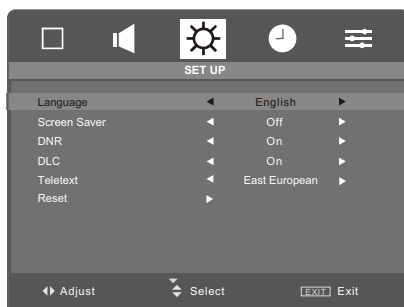 SET UP
Language English
Screen Saver Off
DNR On
DLC On
Teletext East European
Reset
Adjust Select EXIT Exit